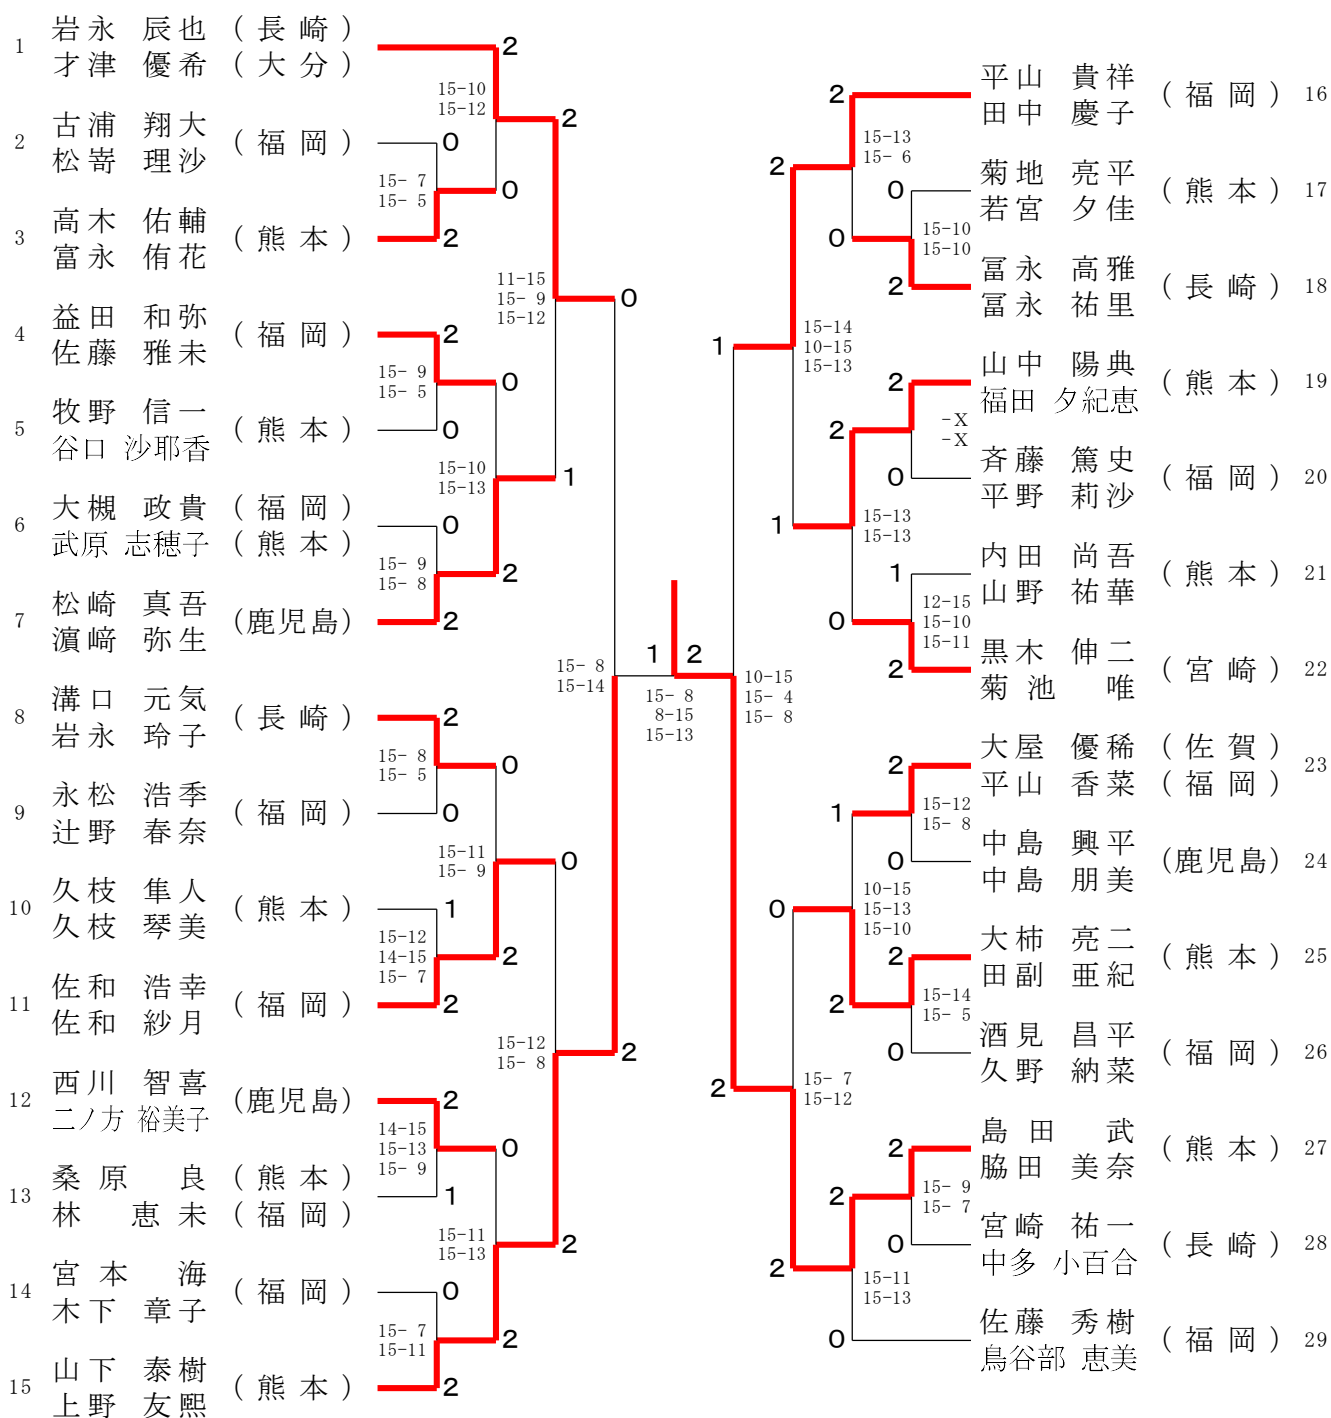 1 岩永 辰也 (長崎)
才津 優希 (大分)
2 古浦 翔大 (福岡)
松嵜 理沙
3 高木 佑輔 (熊本)
富永 侑花
4 益田 和弥 (福岡)
佐藤 雅未
5 牧野 信一 (熊本)
谷口 沙耶香
6 大槻 政貴 (福岡)
武原 志穂子 (熊本)
7 松崎 真吾 (鹿児島)
濵﨑 弥生
8 溝口 元気 (長崎)
岩永 玲子
9 永松 浩季 (福岡)
辻野 春奈
10 久枝 隼人 (熊本)
久枝 琴美
11 佐和 浩幸 (福岡)
佐和 紗月
12 西川 智喜 (鹿児島)
二ノ方 裕美子
13 桑原 良 (熊本)
林 恵未 (福岡)
14 宮本 海 (福岡)
木下 章子
15 山下 泰樹 (熊本)
上野 友熙
2
15-10
15-12
2
0
15- 7
15- 5
0
2
11-15
15- 9
15-12
0
2
15- 9
15- 5
0
0
15-10
15-13
1
0
15- 9
15- 8
2
2
15- 8
15-14
2
15- 8
15- 5
0
0
15-11
15- 9
0
1
15-12
14-15
15- 7
2
2
15-12
15- 8
2
2
14-15
15-13
15- 9
0
1
15-11
15-13
2
0
15- 7
15-11
2
2
1 2
15- 8
8-15
15-13
平山 貴祥 (福岡) 16
田中 慶子
菊地 亮平 (熊本) 17
若宮 夕佳
冨永 高雅 (長崎) 18
冨永 祐里
山中 陽典 (熊本) 19
福田 夕紀恵
斉藤 篤史 (福岡) 20
平野 莉沙
内田 尚吾 (熊本) 21
山野 祐華
黒木 伸二 (宮崎) 22
菊池 唯
大屋 優稀 (佐賀) 23
平山 香菜 (福岡)
中島 興平 (鹿児島) 24
中島 朋美
大柿 亮二 (熊本) 25
田副 亜紀
酒見 昌平 (福岡) 26
久野 納菜
島田 武 (熊本) 27
脇田 美奈
宮崎 祐一 (長崎) 28
中多 小百合
佐藤 秀樹 (福岡) 29
鳥谷部 恵美
2
15-13
15- 6
2
0
0
15-10
15-10
2
15-14
10-15
15-13
1
2
-X
-X
2
0
15-13
15-13
1
1
12-15
15-10
15-11
0
2
10-15
15- 4
15- 8
2
15-12
15- 8
1
0
10-15
15-13
15-10
0
2
15-14
15- 5
2
0
15- 7
15-12
2
2
15- 9
15- 7
2
0
15-11
15-13
2
0